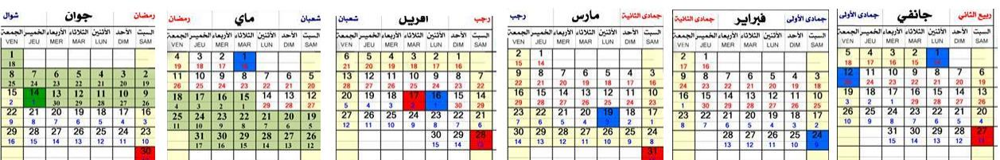 ربيع الثاني جانفي جمادى الأولى
السبت الأحد الأثنين الثلاثاء الأربعاء الخميس الجمعة
SAM DIM LUN MAR MER JEU VEN
1 2 3 4 5
14 15 16 17 18
6 7 8 9 10 11 12
19 20 21 22 23 24 25
13 14 15 16 17 18 19
26 27 28 29 1 2 3
20 21 22 23 24 25 26
4 5 6 7 8 9 10
27 28 29 30 31
11 12 13 14 15
جمادى الأولى فبراير جمادى الثانية
السبت الأحد الأثنين الثلاثاء الأربعاء الخميس الجمعة
SAM DIM LUN MAR MER JEU VEN
1 2
16 17
3 4 5 6 7 8 9
18 19 20 21 22 23 24
10 11 12 13 14 15 16
25 26 27 28 29 30 1
17 18 19 20 21 22 23
2 3 4 5 6 7 8
24 25 26 27 28
9 10 11 12 13
جمادى الثانية مارس رجب
السبت الأحد الأثنين الثلاثاء الأربعاء الخميس الجمعة
SAM DIM LUN MAR MER JEU VEN
1 2
14 15
3 4 5 6 7 8 9
16 17 18 19 20 21 22
10 11 12 13 14 15 16
23 24 25 26 27 28 29
17 18 19 20 21 22 23
1 2 3 4 5 6 7
24 25 26 27 28 29 30
8 9 10 11 12 13 14
31
رجب افريل شعبان
السبت الأحد الأثنين الثلاثاء الأربعاء الخميس الجمعة
SAM DIM LUN MAR MER JEU VEN
1 2 3 4 5 6
16 17 18 19 20 21
7 8 9 10 11 12 13
22 23 24 25 26 27 28
14 15 16 17 18 19 20
29 30 1 2 3 4 5
21 22 23 24 25 26 27
6 7 8 9 10 11 12
28 29 30
13 14 15
شعبان ماي رمضان
السبت الأحد الأثنين الثلاثاء الأربعاء الخميس الجمعة
SAM DIM LUN MAR MER JEU VEN
1 2 3 4
16 17 18 19
5 6 7 8 9 10 11
20 21 22 23 24 25 26
12 13 14 15 16 17 18
27 28 29 1 2 3 4
19 20 21 22 23 24 25
5 6 7 8 9 10 11
26 27 28 29 30 31
12 13 14 15 16 17
رمضان جوان شوال
السبت الأحد الأثنين الثلاثاء الأربعاء الخميس الجمعة
SAM DIM LUN MAR MER JEU VEN
1
18
2 3 4 5 6 7 8
19 20 21 22 23 24 25
9 10 11 12 13 14 15
26 27 28 29 30 1 2
16 17 18 19 20 21 22
3 4 5 6 7 8 9
23 24 25 26 27 28 29
10 11 12 13 14 15 16
30